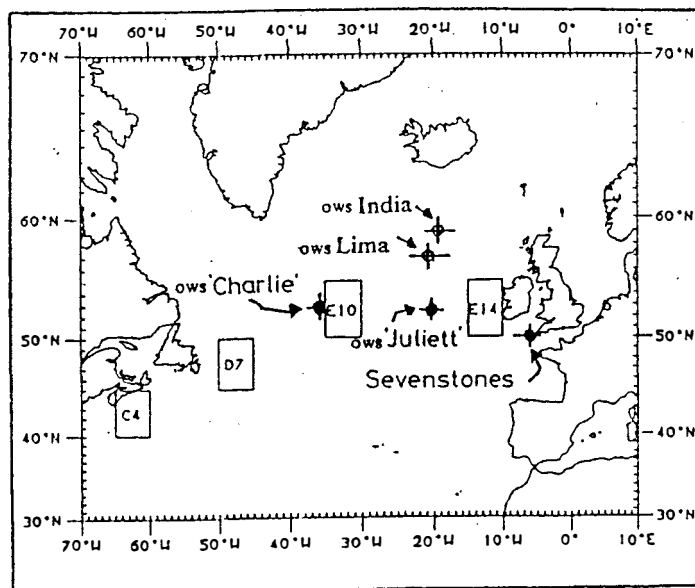 70°W 60°W 50°W 40°W 30°W 20°W 10°W 0° 10°E
70°N 70°N
60°N 60°N
ows India
ows Lima
ows 'Charlie'
E10 E14
ows 'Juliett'
50°N 50°N
D7
Sevenstones
C4
40°N 40°N
30°N 30°N
70°W 60°W 50°W 40°W 30°W 20°W 10°W 0° 10°E